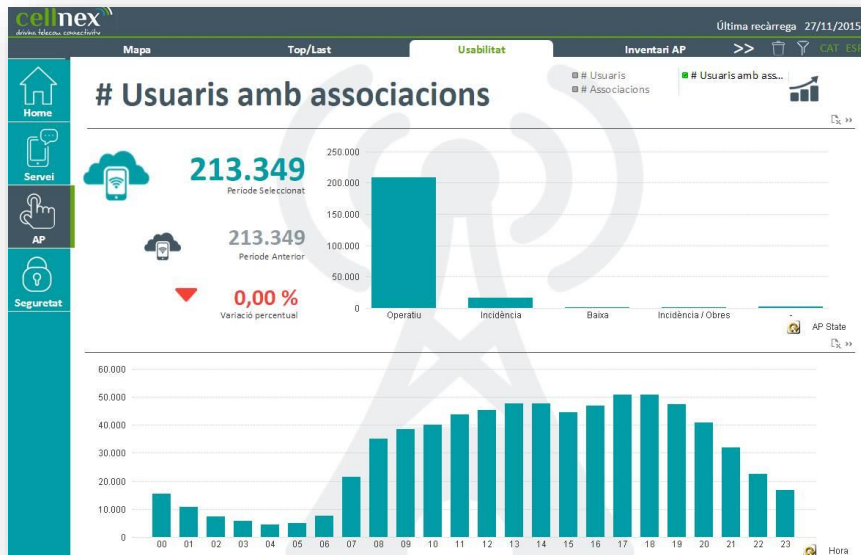 cellnex
driving telecom connectivity
Última recàrrega 27/11/2015
Mapa Top/Last Usabilitat Inventari AP >> CAT ESP
Home
Servei
AP
Seguretat
# Usuaris amb associacions
# Usuaris
# Associacions
# Usuaris amb ass...
213.349
Període Seleccionat
213.349
Període Anterior
0,00 %
Variació percentual
250.000
200.000
150.000
100.000
50.000
0
Operatiu Incidència Baixa Incidència / Obres -
AP State
60.000
50.000
40.000
30.000
20.000
10.000
0
00 01 02 03 04 05 06 07 08 09 10 11 12 13 14 15 16 17 18 19 20 21 22 23
Hora